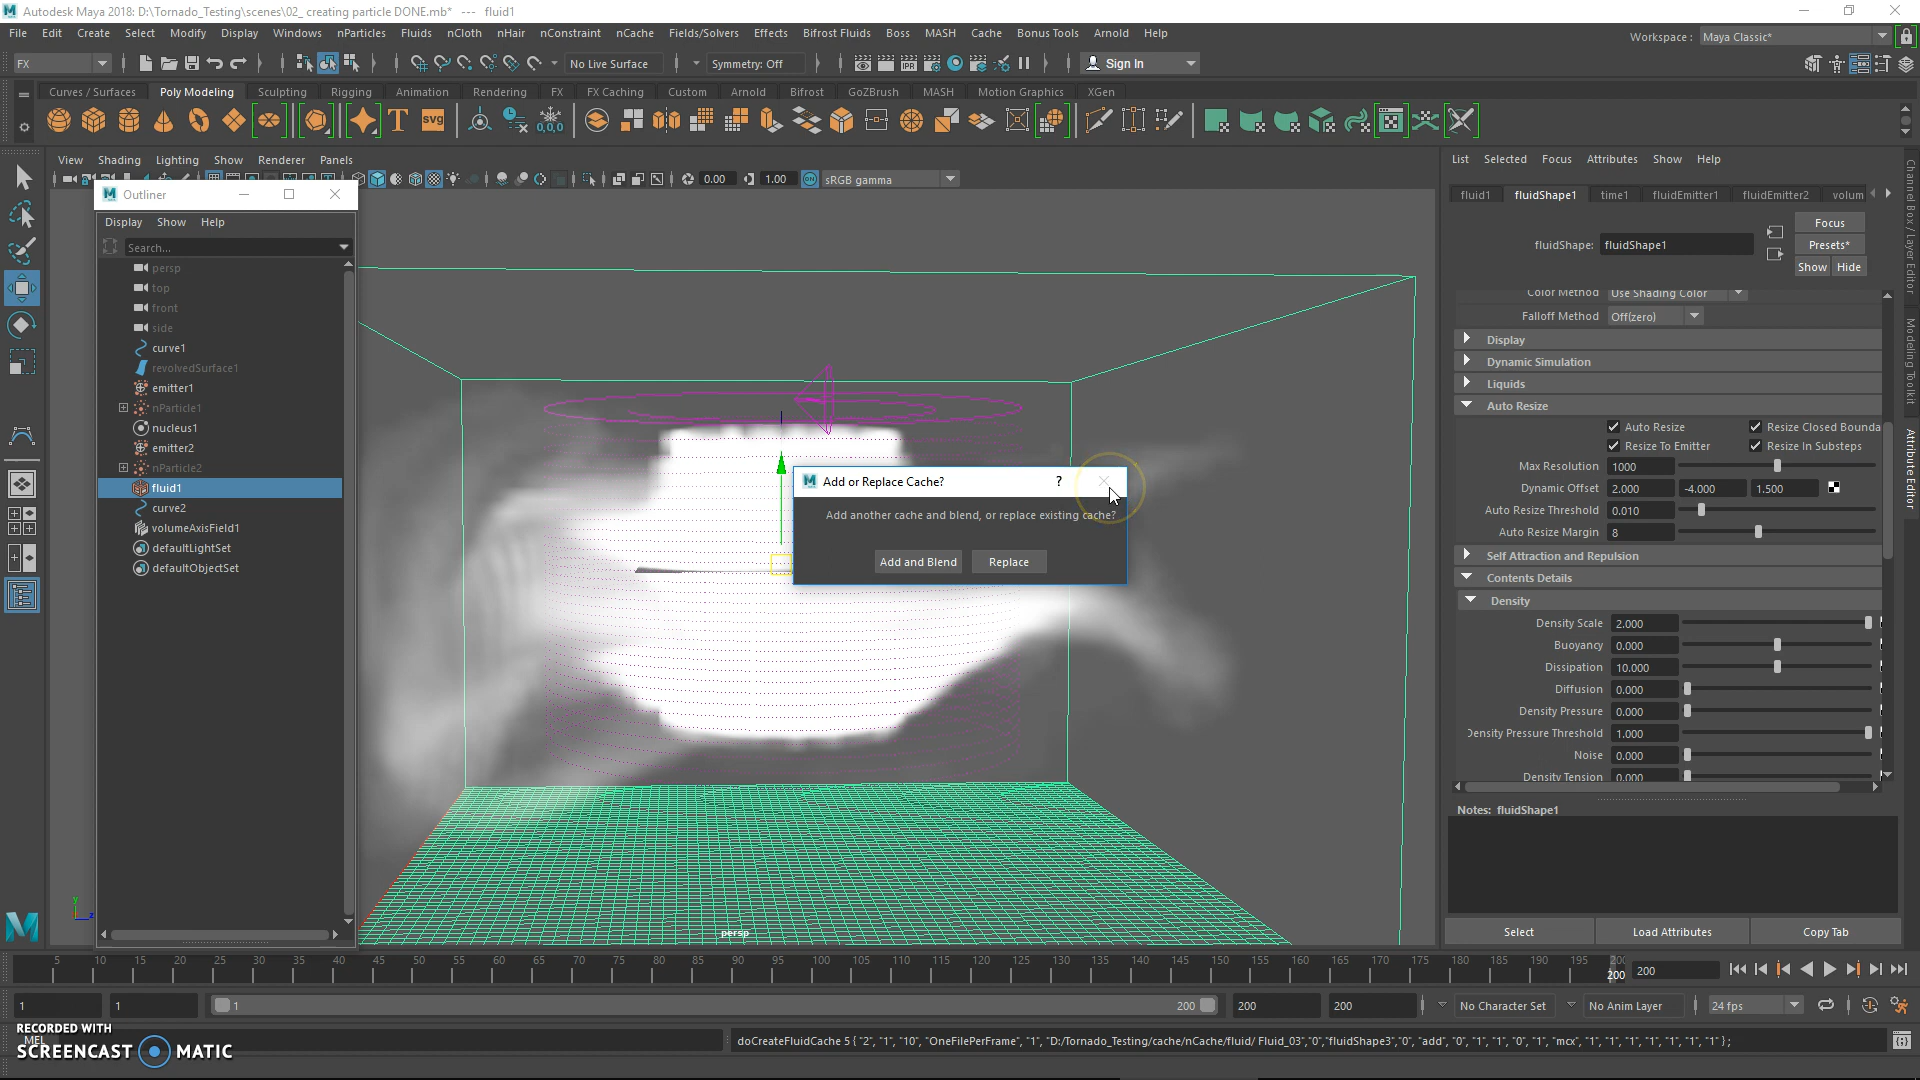 Autodesk Maya 2018: D:\Tornado_Testing\scenes\02_ creating particle DONE.mb* --- fluid1
File Edit Create Select Modify Display Windows nParticles Fluids nCloth nHair nConstraint nCache Fields/Solvers Effects Bifrost Fluids Boss MASH Cache Bonus Tools Arnold Help
Workspace : Maya Classic*
FX No Live Surface Symmetry: Off Sign In
Curves / Surfaces Poly Modeling Sculpting Rigging Animation Rendering FX FX Caching Custom Arnold Bifrost GoZBrush MASH Motion Graphics XGen
View Shading Lighting Show Renderer Panels
0.00 1.00 sRGB gamma
Outliner
Display Show Help
Search...
persp
top
front
side
curve1
revolvedSurface1
emitter1
nParticle1
nucleus1
emitter2
nParticle2
fluid1
curve2
volumeAxisField1
defaultLightSet
defaultObjectSet
persp
Add or Replace Cache?
?
Add another cache and blend, or replace existing cache?
Add and Blend Replace
List Selected Focus Attributes Show Help
fluid1 fluidShape1 time1 fluidEmitter1 fluidEmitter2 volum
fluidShape: fluidShape1
Focus
Presets*
Show Hide
Color Method Use Shading Color
Falloff Method Off(zero)
Display
Dynamic Simulation
Liquids
Auto Resize
Auto Resize Resize Closed Bounda
Resize To Emitter Resize In Substeps
Max Resolution 1000
Dynamic Offset 2.000 -4.000 1.500
Auto Resize Threshold 0.010
Auto Resize Margin 8
Self Attraction and Repulsion
Contents Details
Density
Density Scale 2.000
Buoyancy 0.000
Dissipation 10.000
Diffusion 0.000
Density Pressure 0.000
Density Pressure Threshold 1.000
Noise 0.000
Density Tension 0.000
Notes: fluidShape1
Select Load Attributes Copy Tab
Channel Box / Layer Editor
Modeling Toolkit
Attribute Editor
5 10 15 20 25 30 35 40 45 50 55 60 65 70 75 80 85 90 95 100 105 110 115 120 125 130 135 140 145 150 155 160 165 170 175 180 185 190 195 200
200 200
1 1 1 200 200 200 No Character Set No Anim Layer 24 fps
RECORDED WITH
MEL
SCREENCAST MATIC
doCreateFluidCache 5 { "2", "1", "10", "OneFilePerFrame", "1", "D:/Tornado_Testing/cache/nCache/fluid/ Fluid_03","0","fluidShape3","0", "add", "0", "1", "1", "0", "1", "mcx", "1", "1", "1", "1", "1", "1", "1" } ;